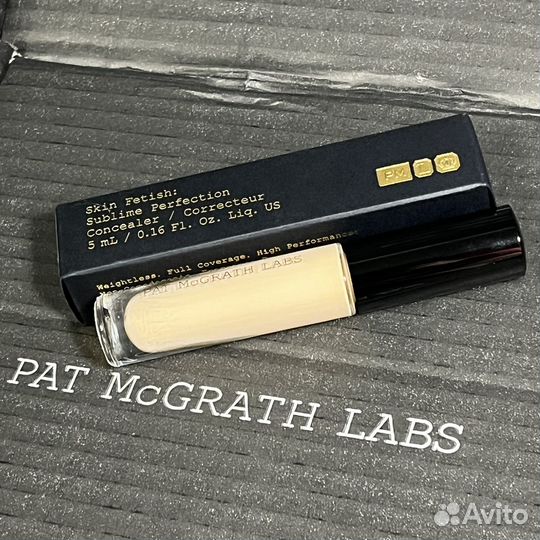 Skin Fetish:
Sublime Perfection
Concealer / Correcteur
5 mL / 0.16 Fl. Oz. Liq. US
PM
Weightless. Full Coverage. High Performance.
PAT McGRATH LABS
PAT McGRATH LABS
Avito